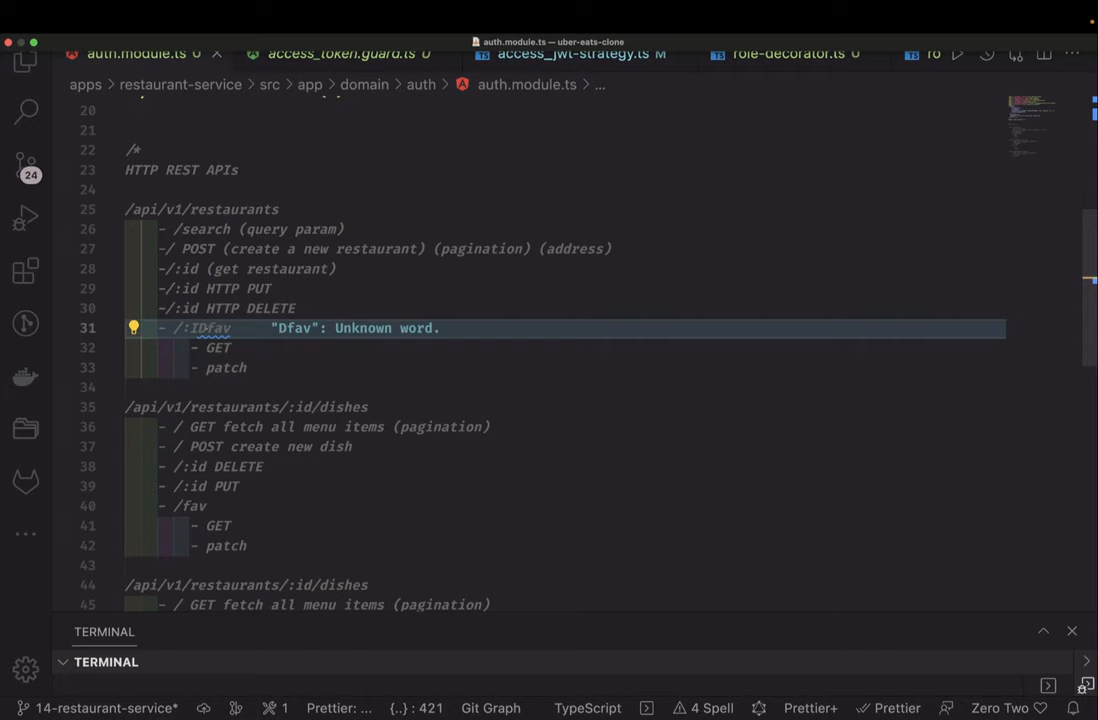 auth.module.ts — uber-eats-clone
auth.module.ts U
access_token.guard.ts U
access_jwt-strategy.ts M
role-decorator.ts U
ro
apps > restaurant-service > src > app > domain > auth > auth.module.ts > ...
20
21
22 /*
23 HTTP REST APIs
24
25 /api/v1/restaurants
26 - /search (query param)
27 -/ POST (create a new restaurant) (pagination) (address)
28 -/:id (get restaurant)
29 -/:id HTTP PUT
30 -/:id HTTP DELETE
31 - /:IDfav "Dfav": Unknown word.
32 - GET
33 - patch
34
35 /api/v1/restaurants/:id/dishes
36 - / GET fetch all menu items (pagination)
37 - / POST create new dish
38 - /:id DELETE
39 - /:id PUT
40 - /fav
41 - GET
42 - patch
43
44 /api/v1/restaurants/:id/dishes
45 - / GET fetch all menu items (pagination)
24
TERMINAL
TERMINAL
14-restaurant-service* 1 Prettier: ... {..} : 421 Git Graph TypeScript 4 Spell Prettier+ Prettier Zero Two